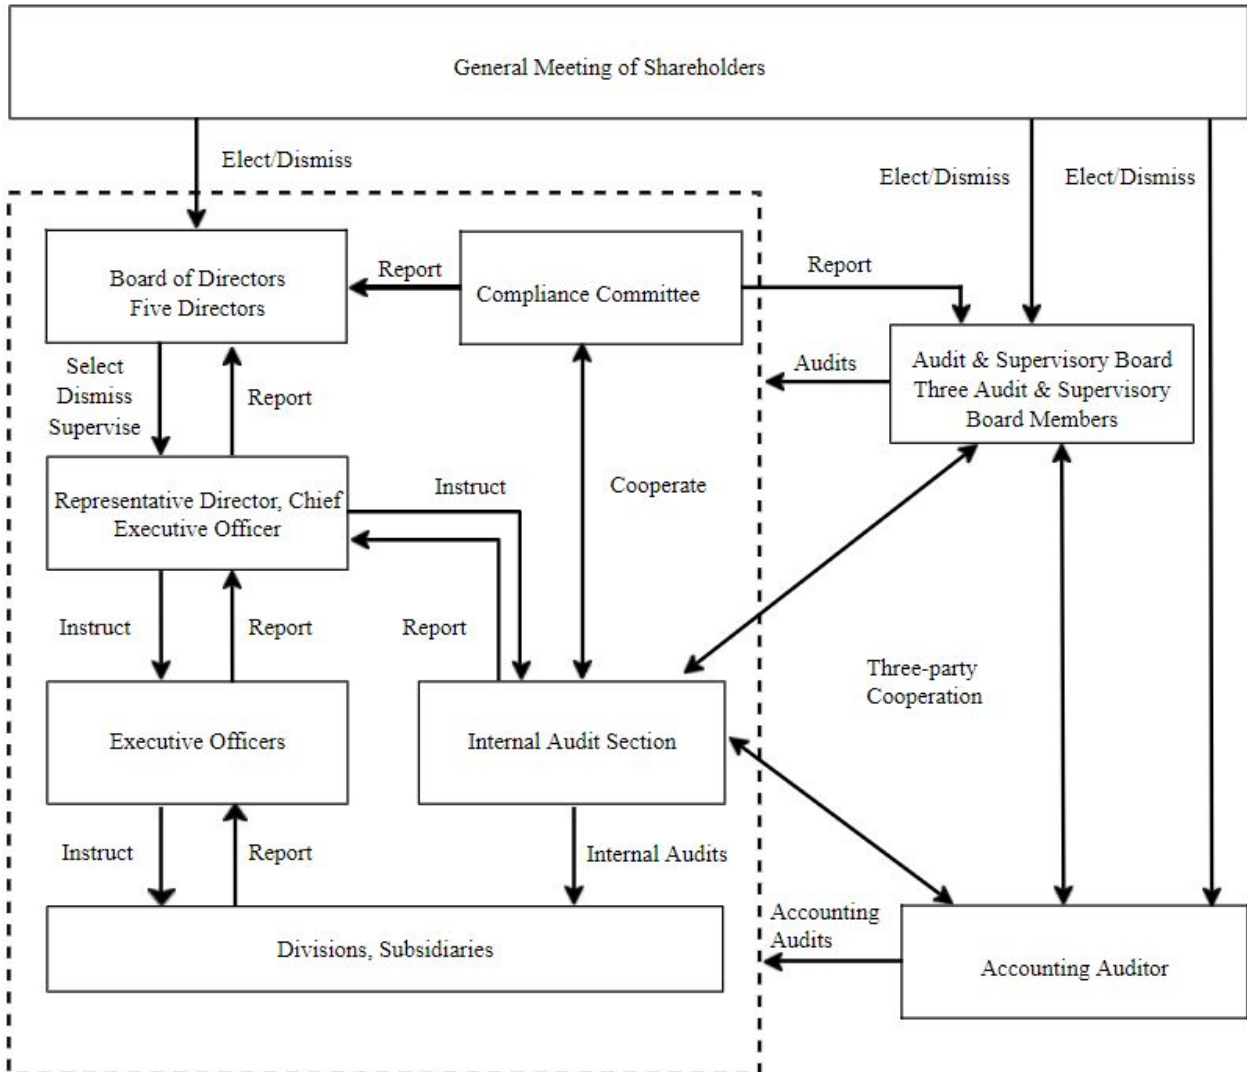 General Meeting of Shareholders
Elect/Dismiss
Elect/Dismiss
Elect/Dismiss
Board of Directors
Five Directors
Report
Compliance Committee
Report
Audit & Supervisory Board
Three Audit & Supervisory
Board Members
Audits
Select
Dismiss
Supervise
Report
Representative Director, Chief
Executive Officer
Instruct
Cooperate
Instruct
Report
Report
Three-party
Cooperation
Executive Officers
Internal Audit Section
Instruct
Report
Internal Audits
Accounting
Audits
Divisions, Subsidiaries
Accounting Auditor